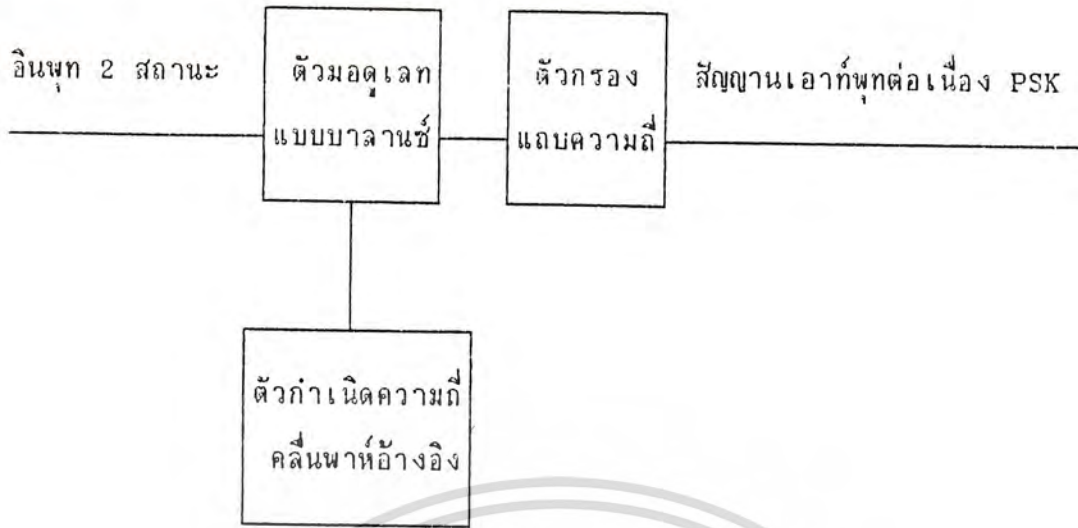 อินพุท 2 สถานะ
ตัวมอดูเลท
แบบบาลานซ์
ตัวกรอง
แถบความถี่
สัญญานเอาท์พุทต่อเนื่อง PSK
ตัวกำเนิดความถี่
คลื่นพาห์อ้างอิง